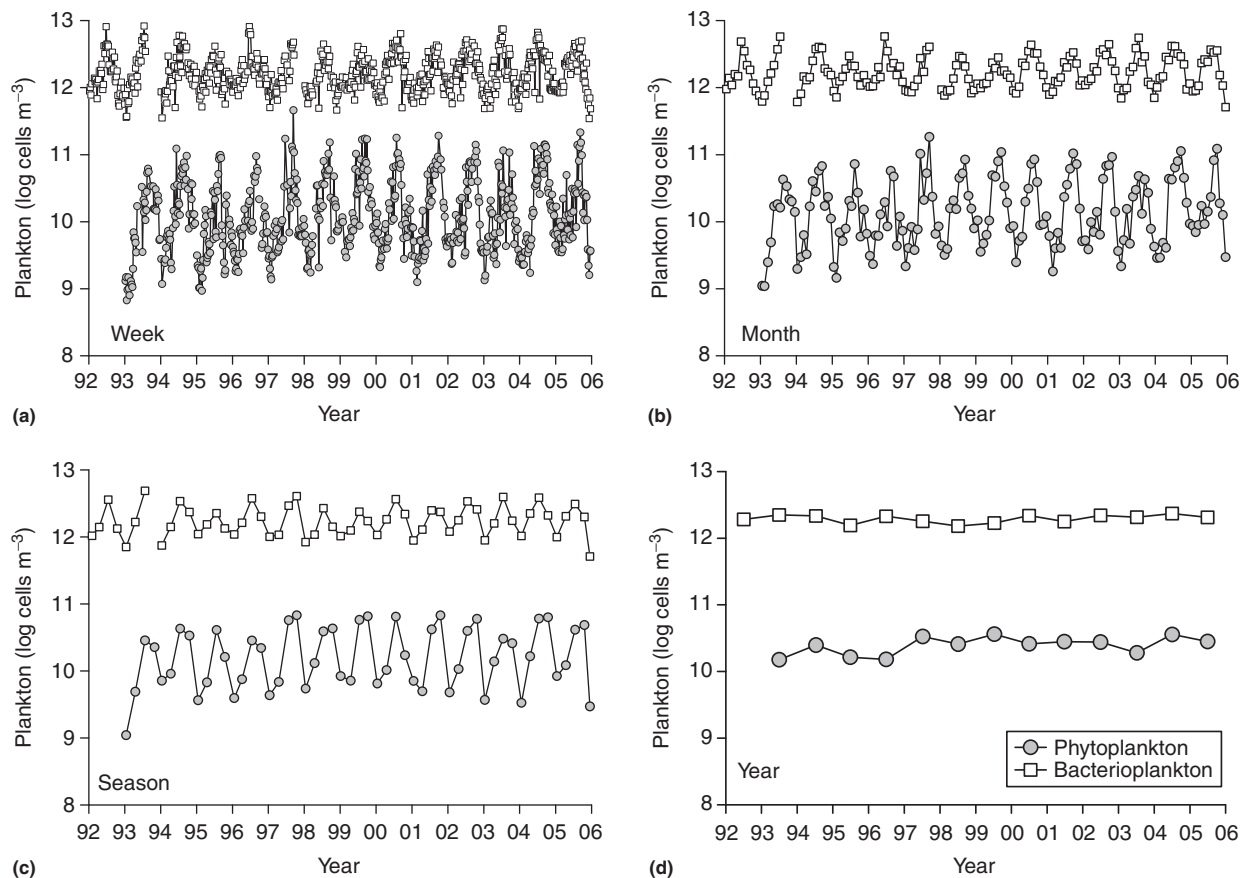 13
12
11
10
9
8
Plankton (log cells m⁻³)
Week
92 93 94 95 96 97 98 99 00 01 02 03 04 05 06
(a)
Year
13
12
11
10
9
8
Plankton (log cells m⁻³)
Month
92 93 94 95 96 97 98 99 00 01 02 03 04 05 06
(b)
Year
13
12
11
10
9
8
Plankton (log cells m⁻³)
Season
92 93 94 95 96 97 98 99 00 01 02 03 04 05 06
(c)
Year
13
12
11
10
9
8
Plankton (log cells m⁻³)
Phytoplankton
Bacterioplankton
Year
92 93 94 95 96 97 98 99 00 01 02 03 04 05 06
(d)
Year